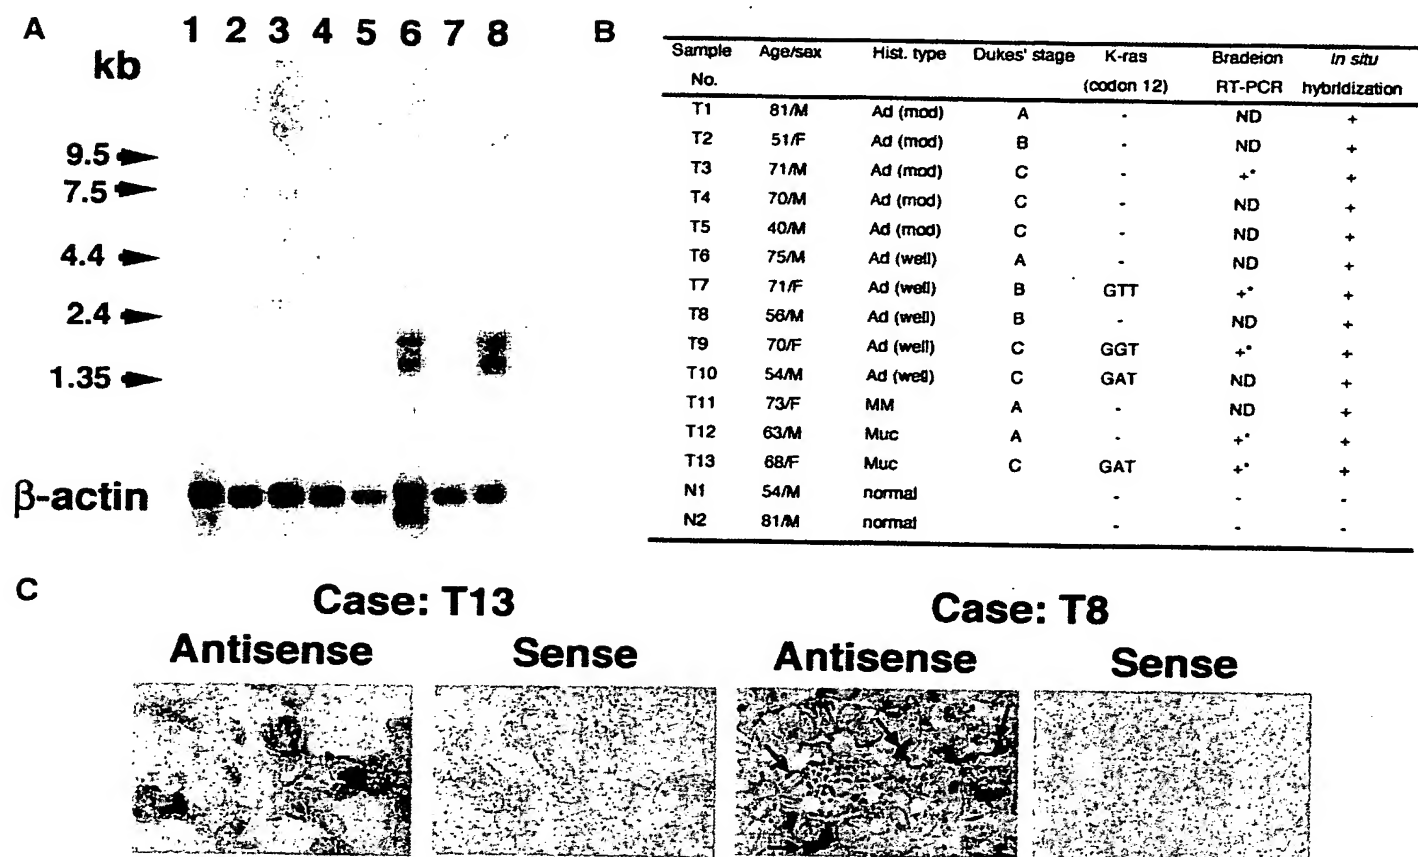 A
1 2 3 4 5 6 7 8
kb
9.5
7.5
4.4
2.4
1.35
β-actin
B
Sample Age/sex Hist. type Dukes' stage K-ras Bradeion In situ
No. (codon 12) RT-PCR hybridization
T1 81/M Ad (mod) A - ND +
T2 51/F Ad (mod) B - ND +
T3 71/M Ad (mod) C - +* +
T4 70/M Ad (mod) C - ND +
T5 40/M Ad (mod) C - ND +
T6 75/M Ad (well) A - ND +
T7 71/F Ad (well) B GTT +* +
T8 56/M Ad (well) B - ND +
T9 70/F Ad (well) C GGT +* +
T10 54/M Ad (well) C GAT ND +
T11 73/F MM A - ND +
T12 63/M Muc A - +* +
T13 68/F Muc C GAT +* +
N1 54/M normal - - -
N2 81/M normal - - -
C
Case: T13
Antisense Sense
Case: T8
Antisense Sense